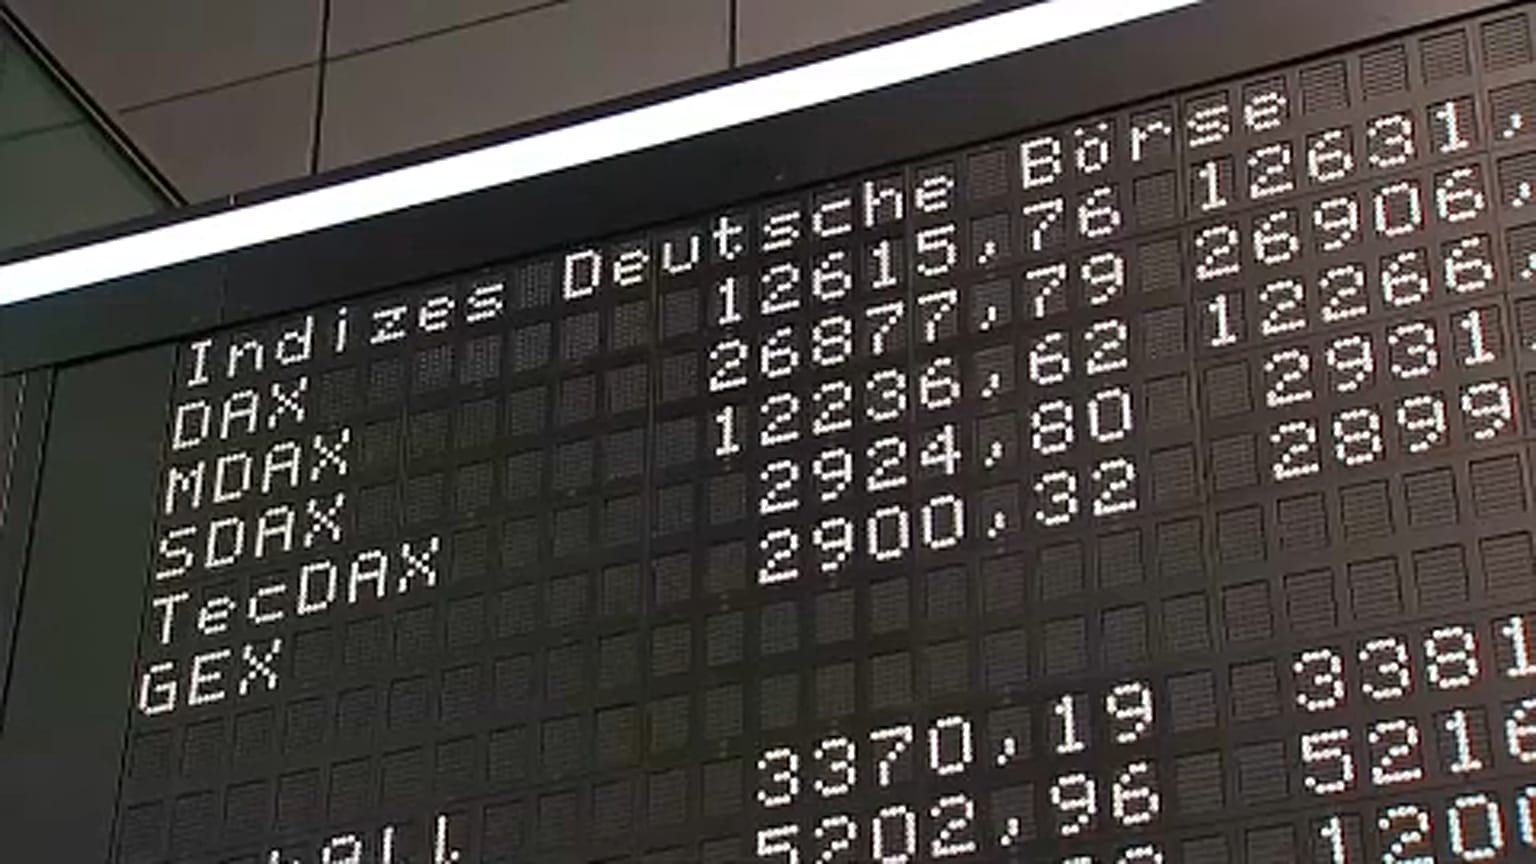 Indizes Deutsche Börse
DAX 12615,76 12631,
MDAX 26877,79 26906,
SDAX 12236,62 12266,
TecDAX 2924,80 2931,
GEX 2900,32 2899
3370,19 3381
5202,96 5216